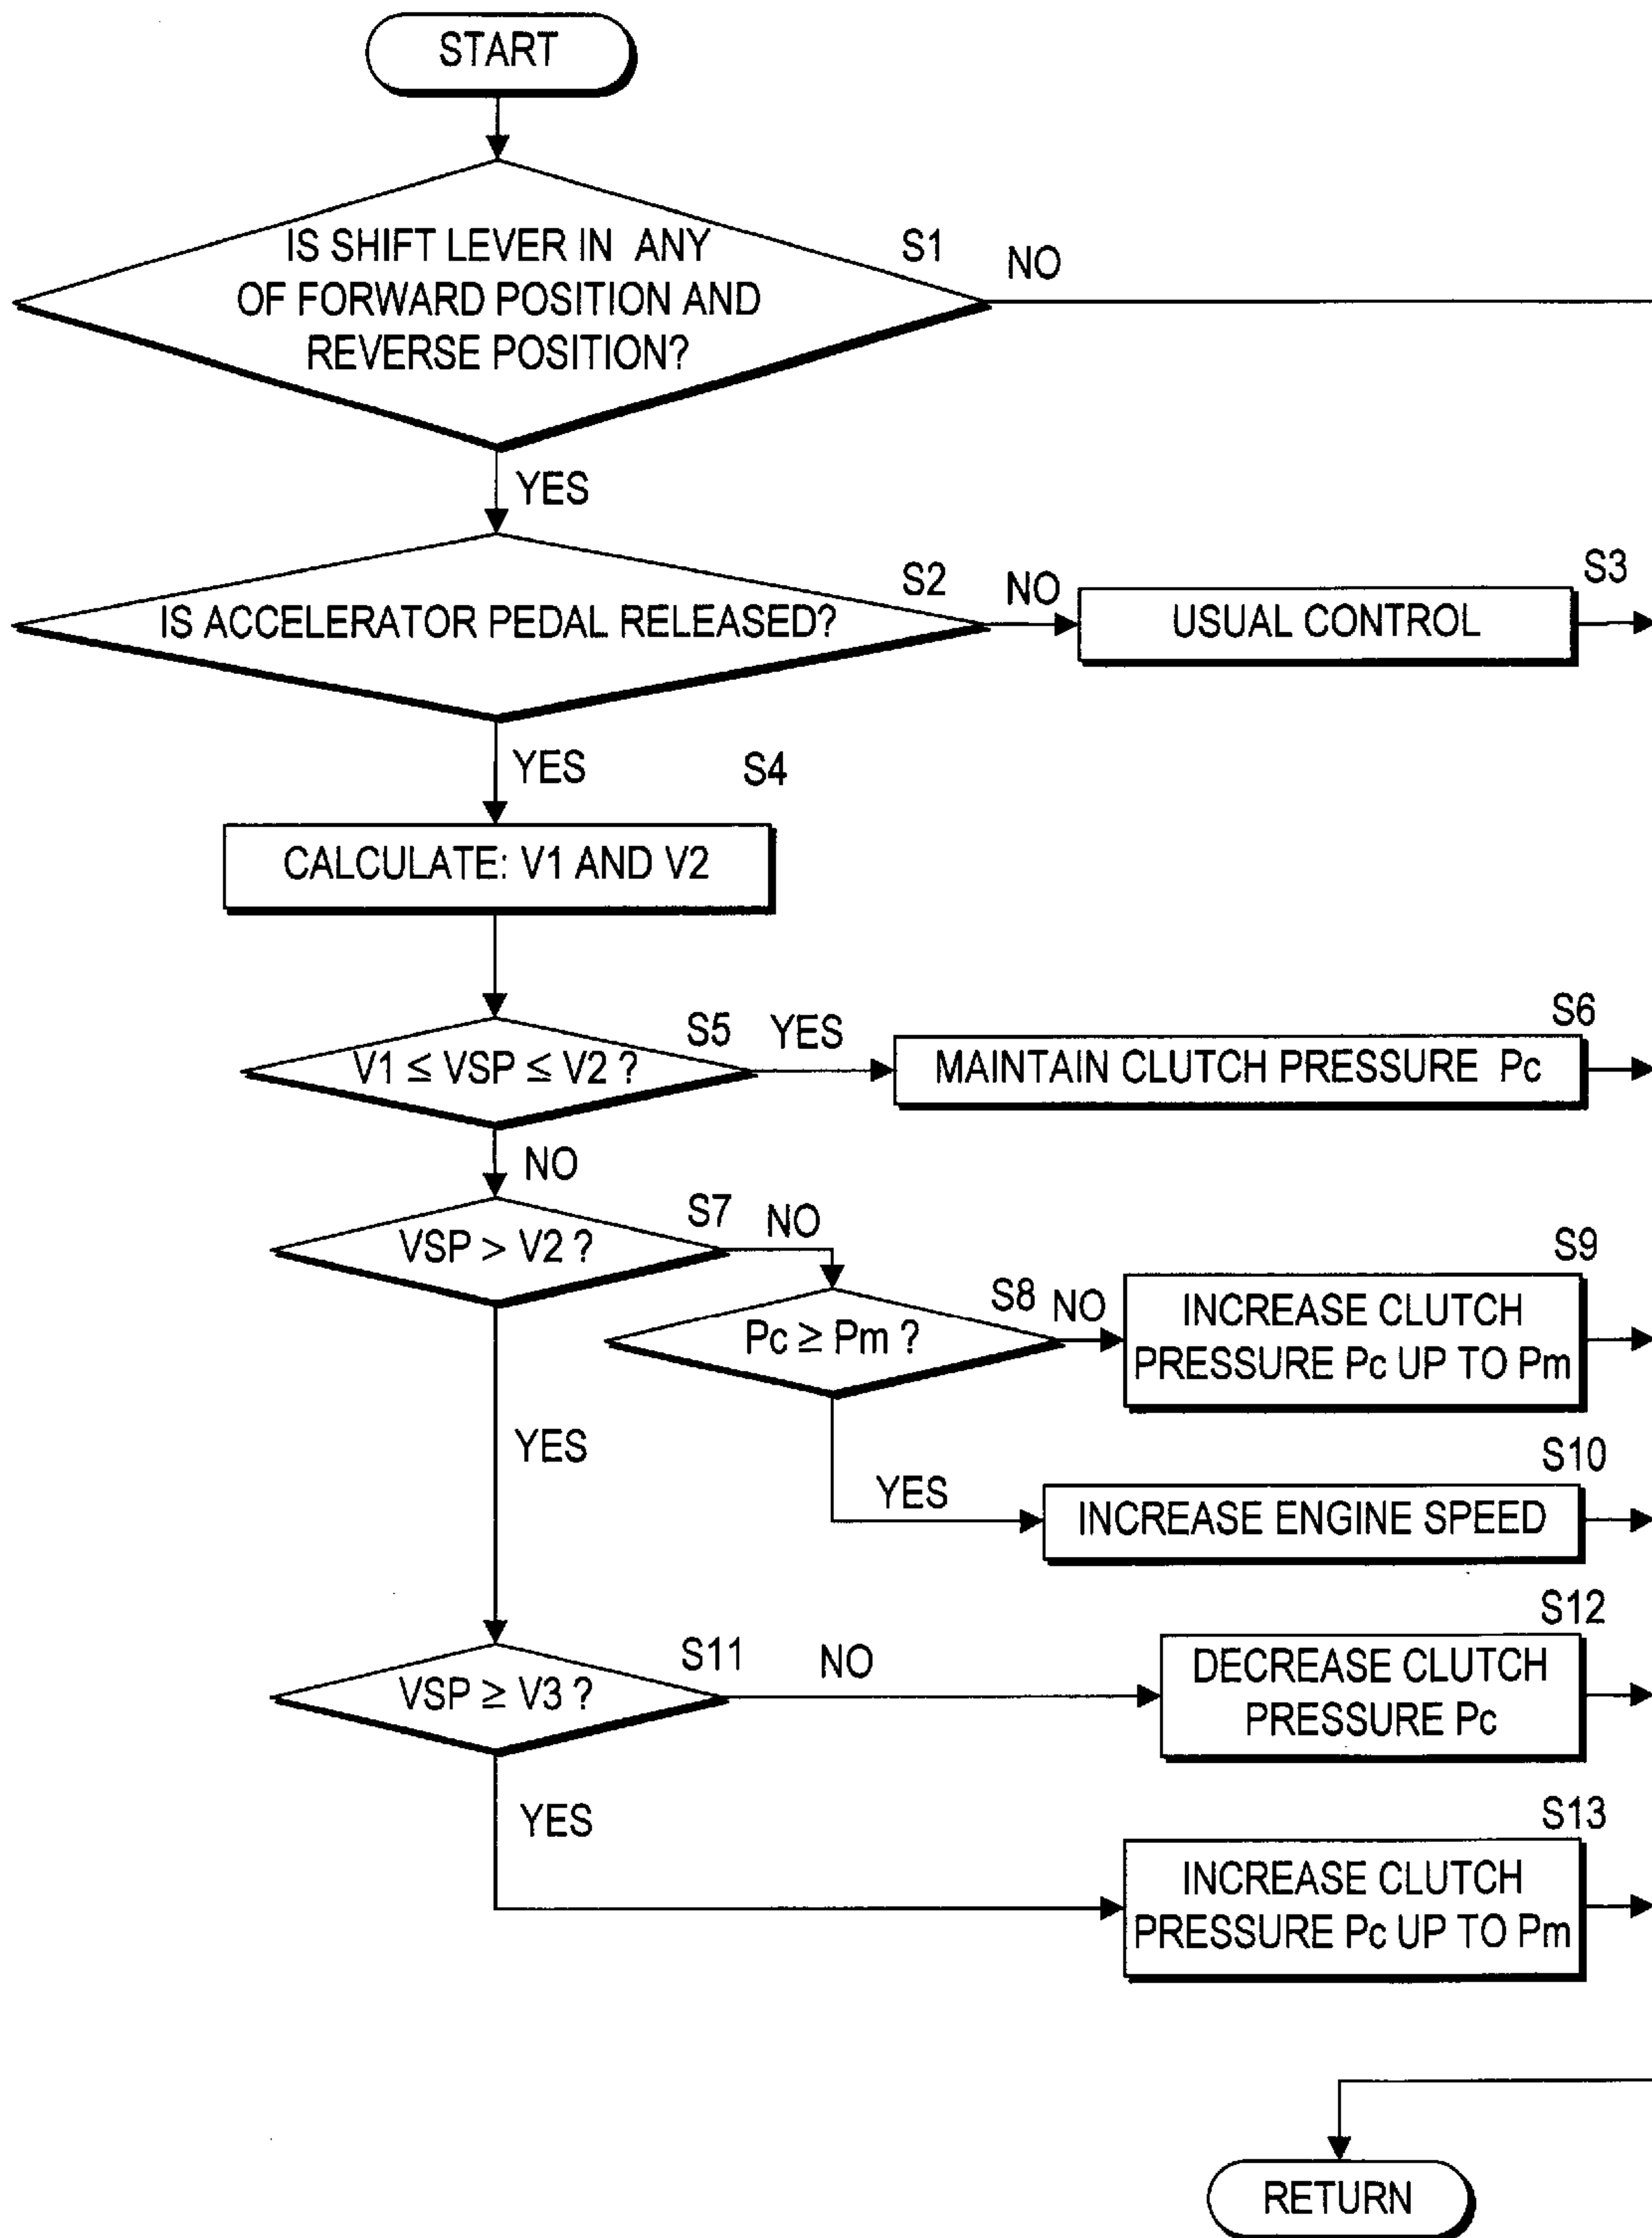 START
IS SHIFT LEVER IN ANY
OF FORWARD POSITION AND
REVERSE POSITION?
S1
NO
YES
IS ACCELERATOR PEDAL RELEASED?
S2
NO
S3
USUAL CONTROL
YES
S4
CALCULATE: V1 AND V2
V1 ≤ VSP ≤ V2 ?
S5
YES
S6
MAINTAIN CLUTCH PRESSURE Pc
NO
VSP > V2 ?
S7
NO
Pc ≥ Pm ?
S8
NO
S9
INCREASE CLUTCH
PRESSURE Pc UP TO Pm
YES
YES
S10
INCREASE ENGINE SPEED
VSP ≥ V3 ?
S11
NO
S12
DECREASE CLUTCH
PRESSURE Pc
YES
S13
INCREASE CLUTCH
PRESSURE Pc UP TO Pm
RETURN